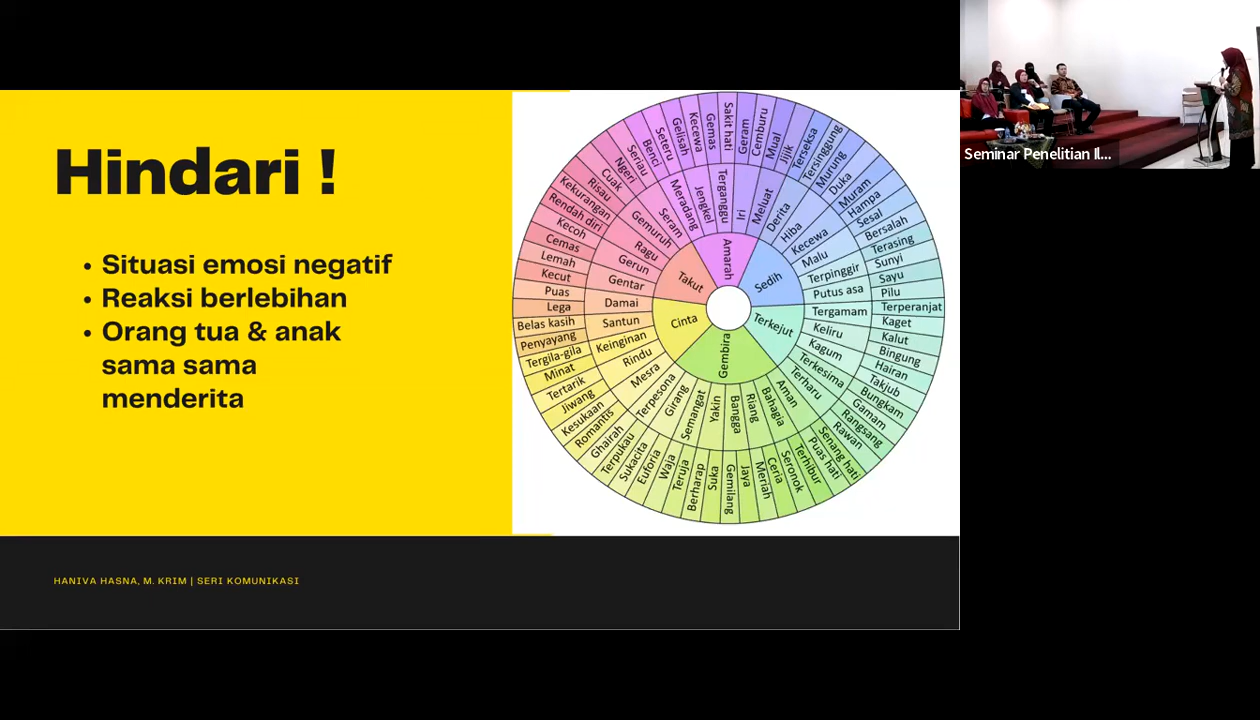 Hindari !
Situasi emosi negatif
Reaksi berlebihan
Orang tua & anak
sama sama
menderita
HANIVA HASNA, M. KRIM | SERI KOMUNIKASI
Amarah
Sedih
Terkejut
Gembira
Cinta
Takut
Meradang
Jengkel
Terganggu
Iri
Meluat
Derita
Hiba
Kecewa
Malu
Terpinggir
Putus asa
Tergamam
Keliru
Kagum
Terkesima
Terharu
Aman
Bahagia
Riang
Bangga
Yakin
Semangat
Girang
Terpesona
Mesra
Rindu
Keinginan
Santun
Damai
Gentar
Gerun
Ragu
Gemuruh
Seram
Benci
Seteru
Gelisah
Kecewa
Gemas
Sakit hati
Geram
Cemburu
Mual
Jijik
Terseksa
Tersinggung
Murung
Duka
Muram
Hampa
Sesal
Bersalah
Terasing
Sunyi
Sayu
Pilu
Terperanjat
Kaget
Kalut
Bingung
Hairan
Takjub
Bungkam
Gamam
Rangsang
Rawan
Senang hati
Puas hati
Terhibur
Seronok
Ceria
Meriah
Jaya
Gemilang
Suka
Berharap
Teruja
Waja
Euforia
Sukacita
Terpukau
Ghairah
Romantis
Kesukaan
Jiwang
Tertarik
Minat
Tergila-gila
Penyayang
Belas kasih
Lega
Puas
Kecut
Lemah
Cemas
Kecoh
Rendah diri
Kekurangan
Risau
Cuak
Ngeri
Seriau
Seminar Penelitian Il...